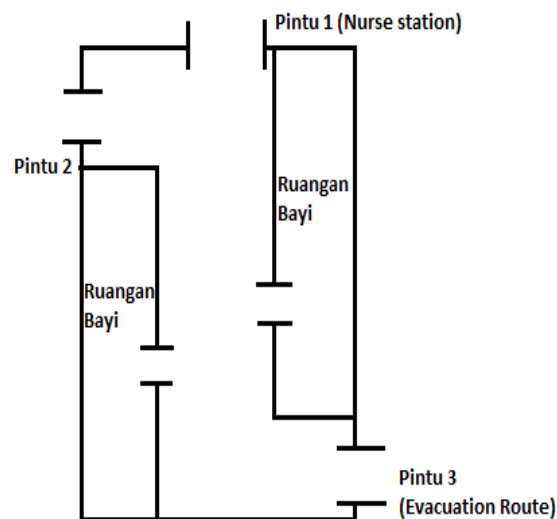 Pintu 1 (Nurse station)
Pintu 2
Ruangan
Bayi
Ruangan
Bayi
Pintu 3
(Evacuation Route)